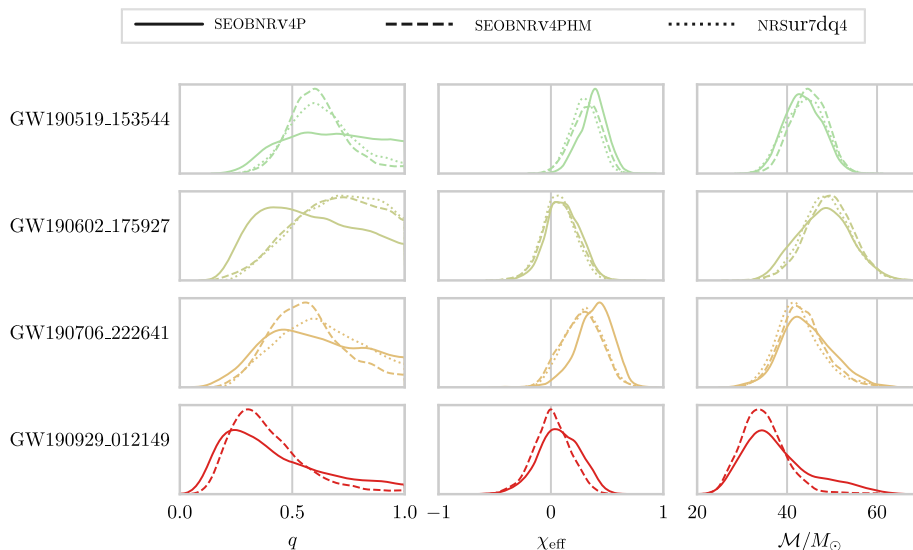 SEOBNRV4P SEOBNRV4PHM NRSur7dq4
GW190519_153544
GW190602_175927
GW190706_222641
GW190929_012149
0.0 0.5 1.0 −1 0 1 20 40 60
q χeff ℳ/M⊙